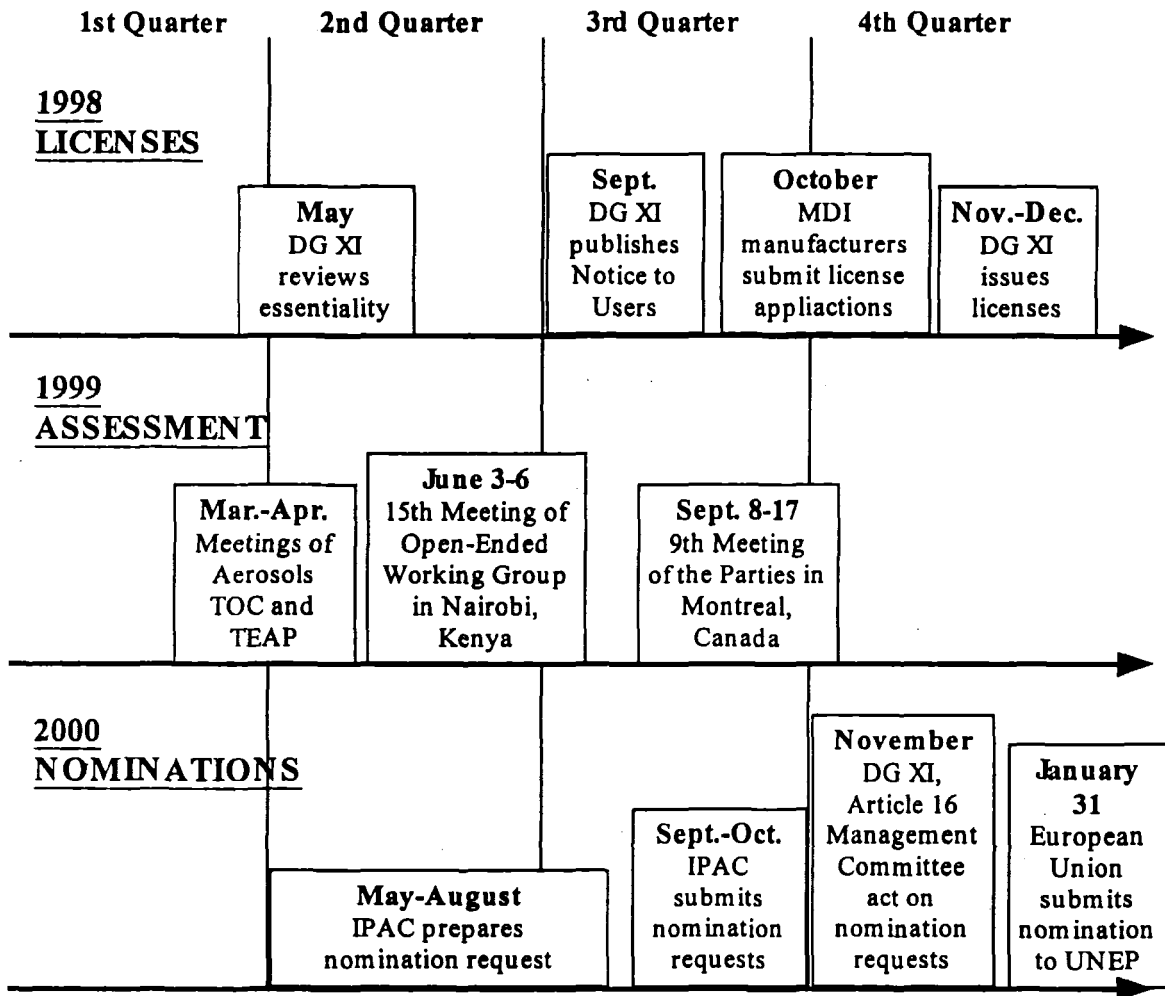 1st Quarter 2nd Quarter 3rd Quarter 4th Quarter
1998
LICENSES
May
DG XI
reviews
essentiality
Sept.
DG XI
publishes
Notice to
Users
October
MDI
manufacturers
submit license
appliactions
Nov.-Dec.
DG XI
issues
licenses
1999
ASSESSMENT
Mar.-Apr.
Meetings of
Aerosols
TOC and
TEAP
June 3-6
15th Meeting of
Open-Ended
Working Group
in Nairobi,
Kenya
Sept. 8-17
9th Meeting
of the Parties in
Montreal,
Canada
2000
NOMINATIONS
May-August
IPAC prepares
nomination request
Sept.-Oct.
IPAC
submits
nomination
requests
November
DG XI,
Article 16
Management
Committee
act on
nomination
requests
January
31
European
Union
submits
nomination
to UNEP